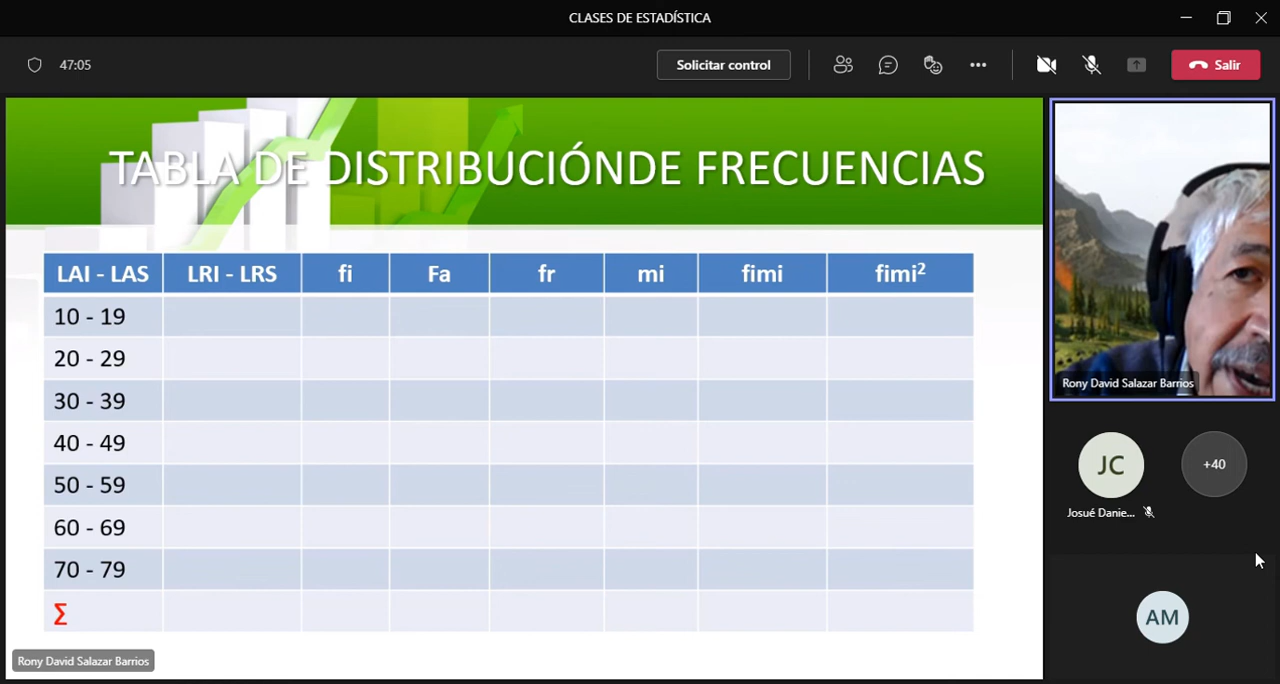 CLASES DE ESTADÍSTICA
47:05
Solicitar control
Salir
TABLA DE DISTRIBUCIÓNDE FRECUENCIAS
LAI - LAS LRI - LRS fi Fa fr mi fimi fimi²
10 - 19
20 - 29
30 - 39
40 - 49
50 - 59
60 - 69
70 - 79
Σ
Rony David Salazar Barrios
Rony David Salazar Barrios
JC
+40
Josué Danie...
AM